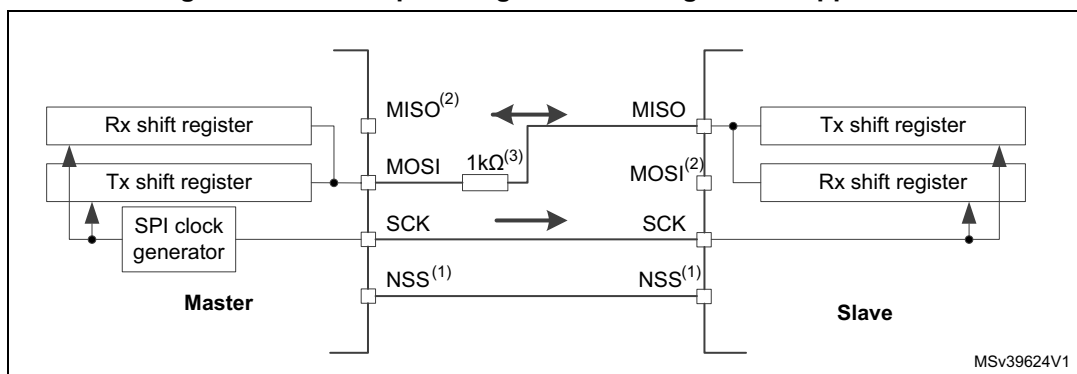 MISO(2)
MISO
Rx shift register
Tx shift register
MOSI
1kΩ(3)
MOSI(2)
Tx shift register
Rx shift register
SPI clock
generator
SCK
SCK
NSS(1)
NSS(1)
Master
Slave
MSv39624V1